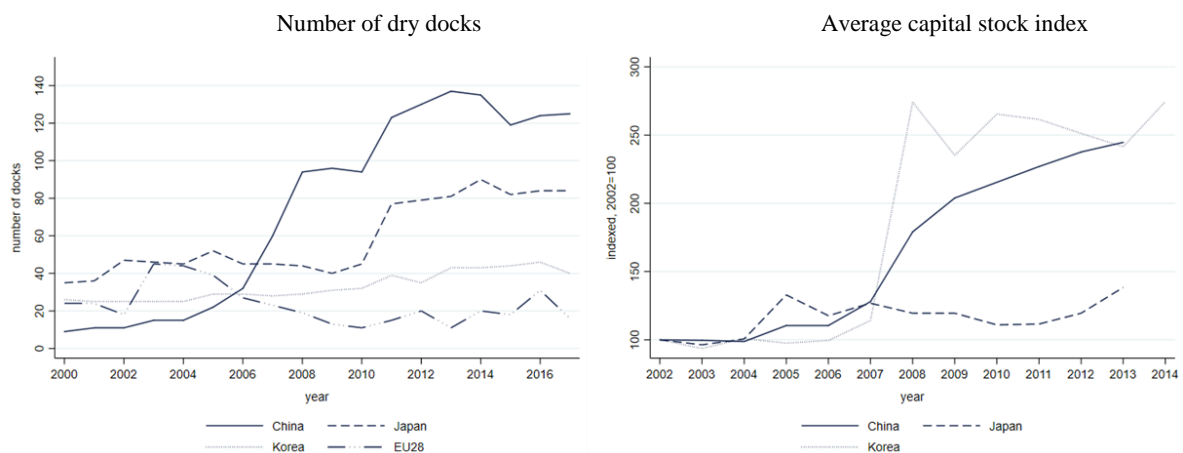 Number of dry docks
number of docks
140
120
100
80
60
40
20
0
2000 2002 2004 2006 2008 2010 2012 2014 2016
year
China Japan
Korea EU28
Average capital stock index
indexed, 2002=100
300
250
200
150
100
2002 2003 2004 2005 2006 2007 2008 2009 2010 2011 2012 2013 2014
year
China Japan
Korea